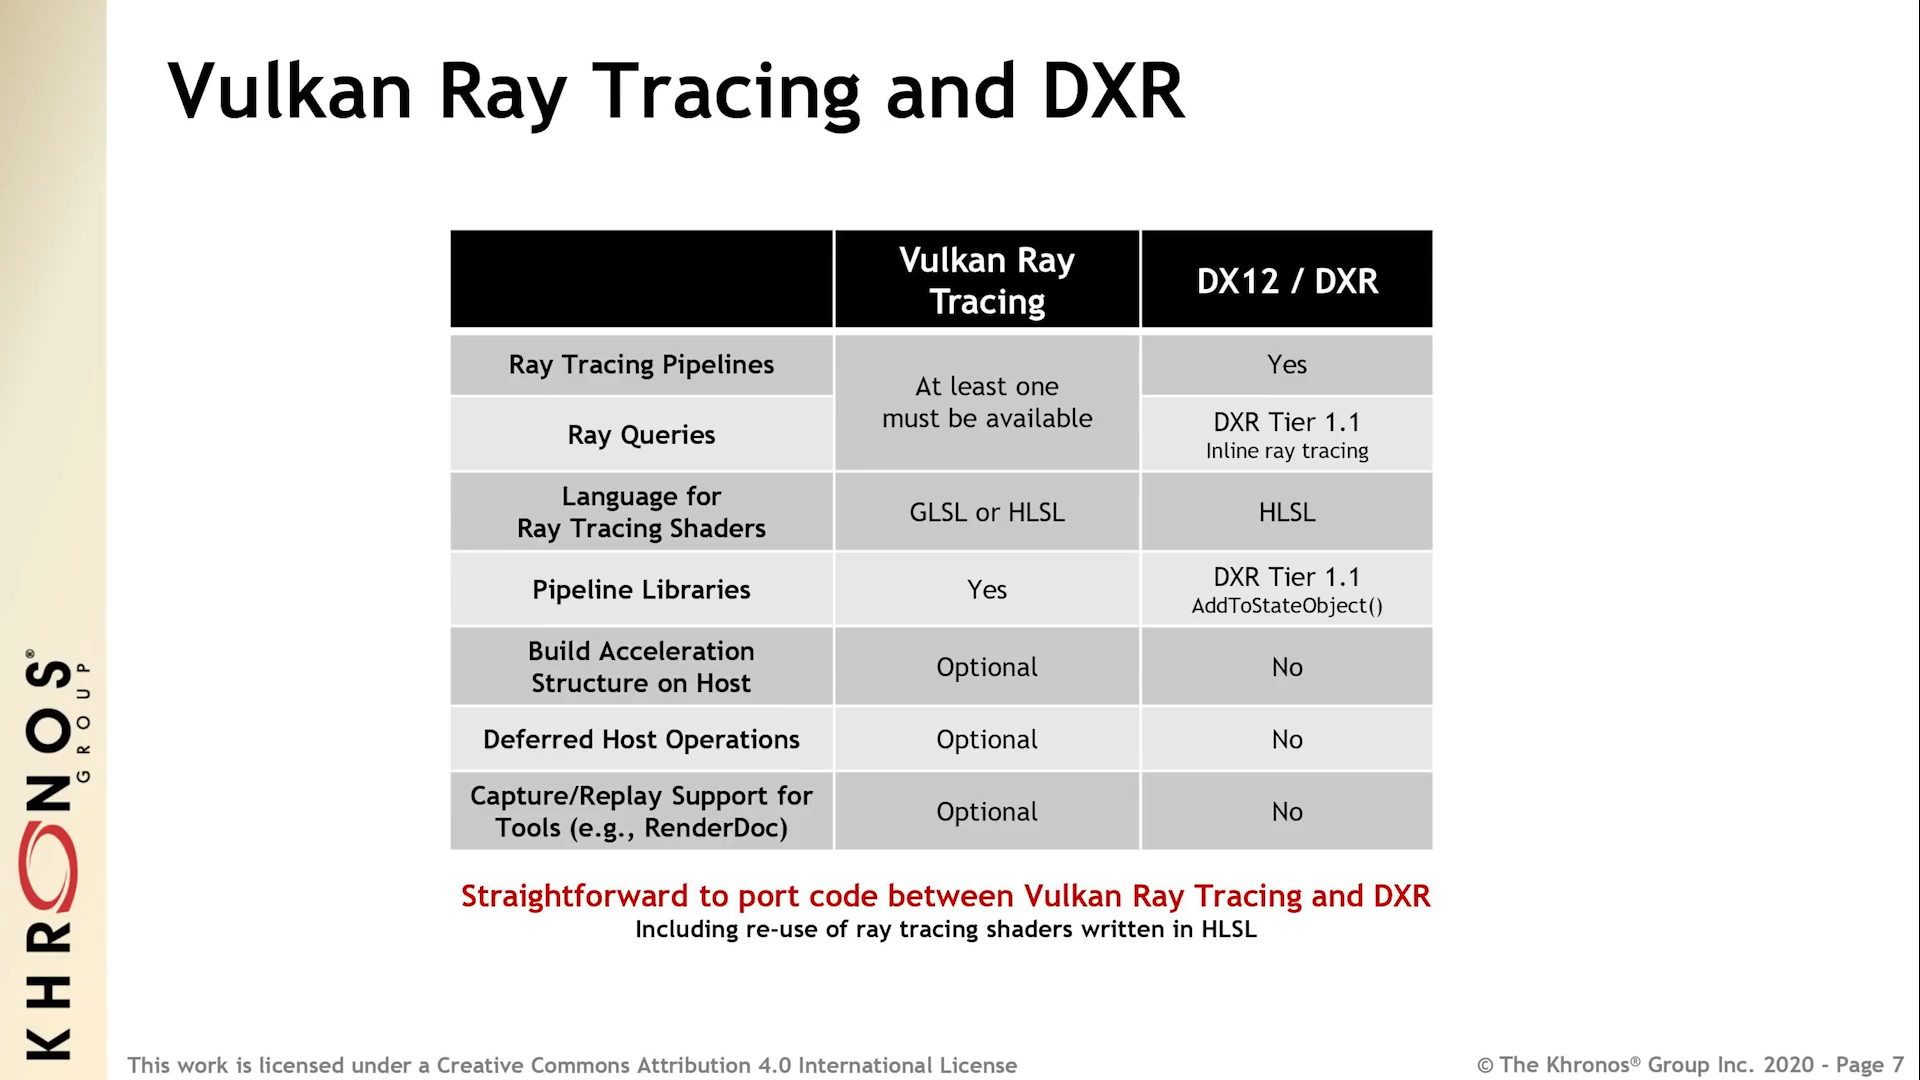 Vulkan Ray Tracing and DXR
Vulkan Ray
Tracing
DX12 / DXR
Ray Tracing Pipelines
At least one
must be available
Yes
Ray Queries
DXR Tier 1.1
Inline ray tracing
Language for
Ray Tracing Shaders
GLSL or HLSL
HLSL
Pipeline Libraries
Yes
DXR Tier 1.1
AddToStateObject()
Build Acceleration
Structure on Host
Optional
No
Deferred Host Operations
Optional
No
Capture/Replay Support for
Tools (e.g., RenderDoc)
Optional
No
Straightforward to port code between Vulkan Ray Tracing and DXR
Including re-use of ray tracing shaders written in HLSL
KHRONOS®
GROUP
This work is licensed under a Creative Commons Attribution 4.0 International License
© The Khronos® Group Inc. 2020 - Page 7